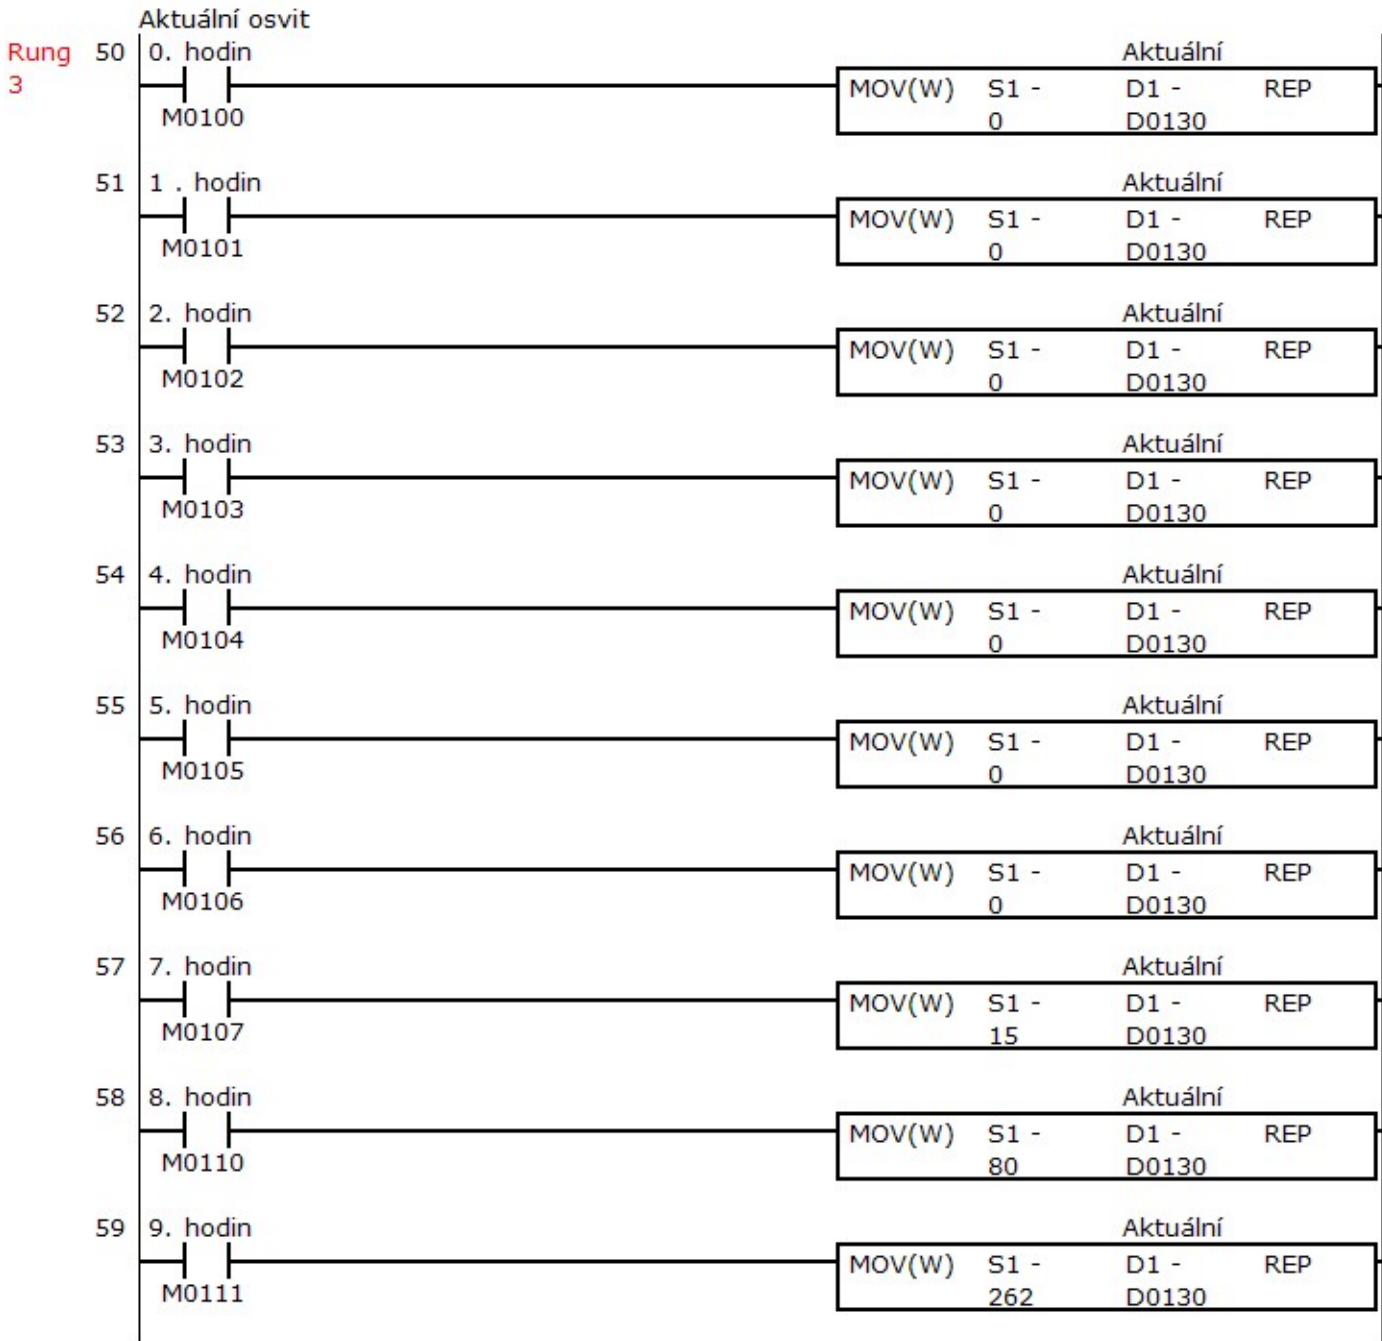 Aktuální osvit
Rung 50 0. hodin Aktuální
3 MOV(W) S1 - D1 - REP
M0100 0 D0130
51 1 . hodin Aktuální
MOV(W) S1 - D1 - REP
M0101 0 D0130
52 2. hodin Aktuální
MOV(W) S1 - D1 - REP
M0102 0 D0130
53 3. hodin Aktuální
MOV(W) S1 - D1 - REP
M0103 0 D0130
54 4. hodin Aktuální
MOV(W) S1 - D1 - REP
M0104 0 D0130
55 5. hodin Aktuální
MOV(W) S1 - D1 - REP
M0105 0 D0130
56 6. hodin Aktuální
MOV(W) S1 - D1 - REP
M0106 0 D0130
57 7. hodin Aktuální
MOV(W) S1 - D1 - REP
M0107 15 D0130
58 8. hodin Aktuální
MOV(W) S1 - D1 - REP
M0110 80 D0130
59 9. hodin Aktuální
MOV(W) S1 - D1 - REP
M0111 262 D0130